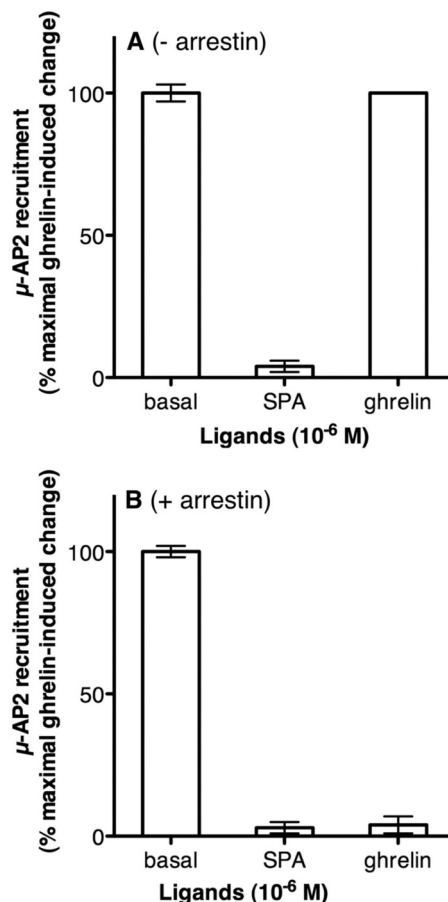 A (- arrestin)
μ-AP2 recruitment
(% maximal ghrelin-induced change)
100
50
0
basal SPA ghrelin
Ligands (10⁻⁶ M)
B (+ arrestin)
μ-AP2 recruitment
(% maximal ghrelin-induced change)
100
50
0
basal SPA ghrelin
Ligands (10⁻⁶ M)